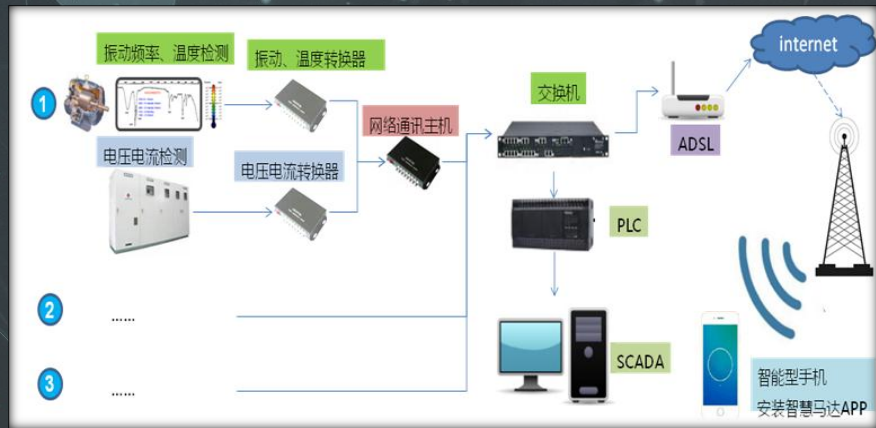 振动频率、温度检测
振动、温度转换器
internet
1
交换机
网络通讯主机
ADSL
电压电流检测
电压电流转换器
PLC
2
……
SCADA
3
……
智能型手机
安装智慧马达APP